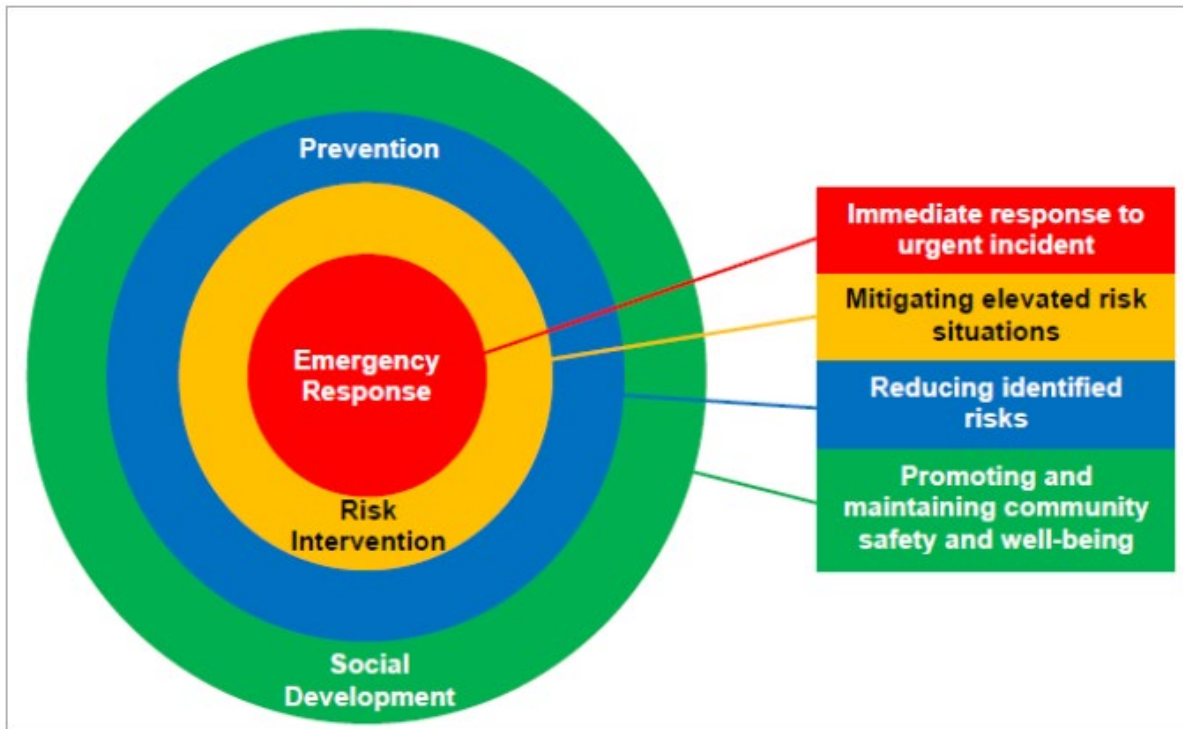 Prevention
Emergency
Response
Risk
Intervention
Social
Development
Immediate response to
urgent incident
Mitigating elevated risk
situations
Reducing identified
risks
Promoting and
maintaining community
safety and well-being